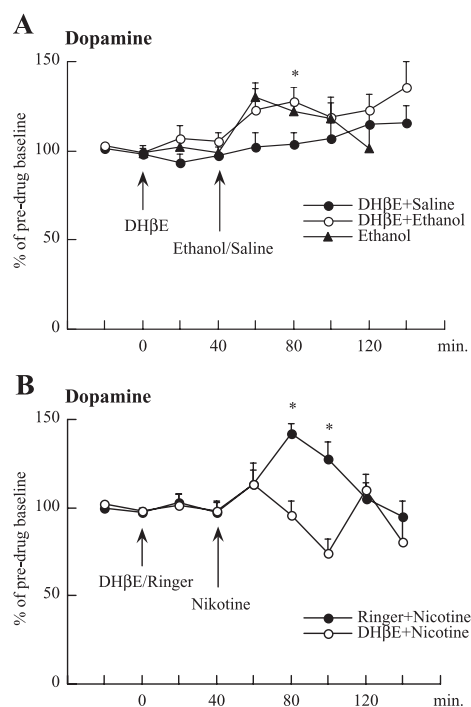 A
Dopamine
150
100
50
0
% of pre-drug baseline
*
DHβE
Ethanol/Saline
DHβE+Saline
DHβE+Ethanol
Ethanol
0
40
80
120
min.
B
Dopamine
150
100
50
0
% of pre-drug baseline
*
*
DHβE/Ringer
Nikotine
Ringer+Nicotine
DHβE+Nicotine
0
40
80
120
min.